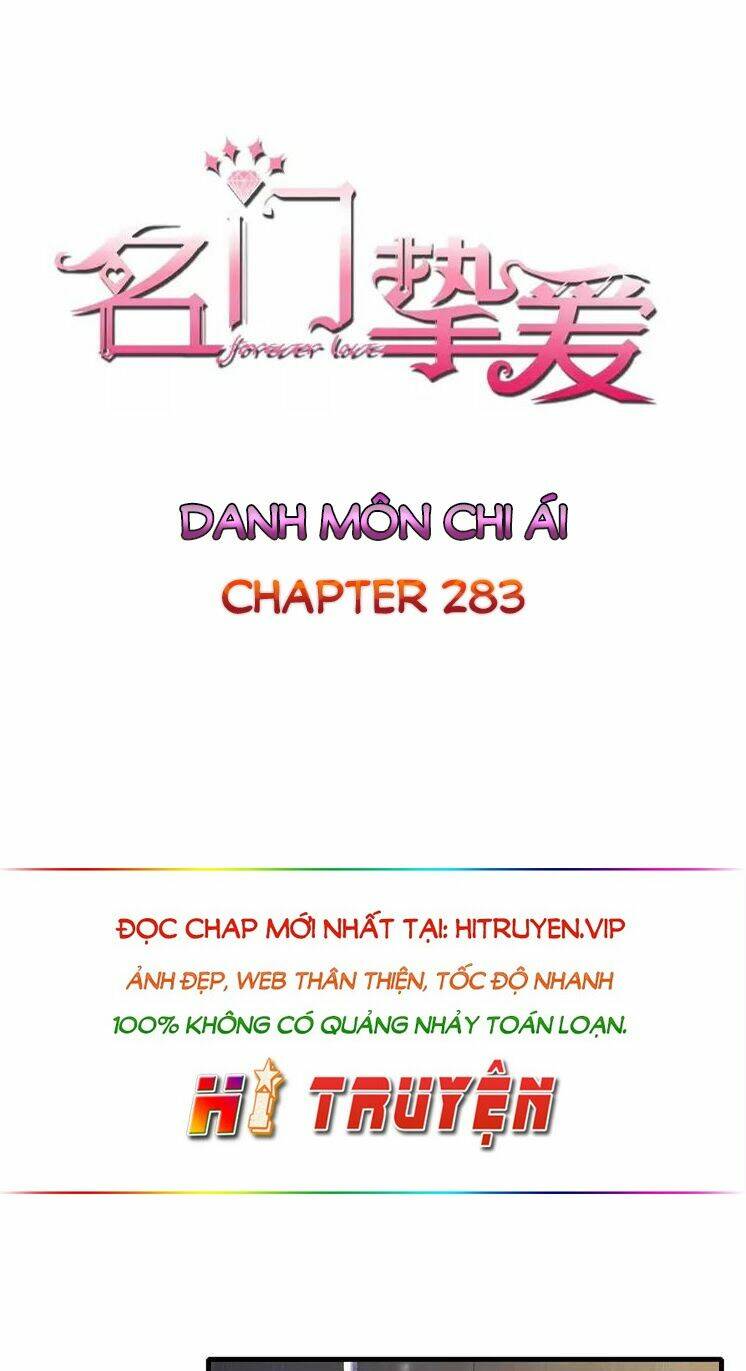 名门挚爱
forever love
DANH MÔN CHI ÁI
CHAPTER 283
ĐỌC CHAP MỚI NHẤT TẠI: HITRUYEN.VIP
ẢNH ĐẸP, WEB THÂN THIỆN, TỐC ĐỘ NHANH
100% KHÔNG CÓ QUẢNG NHẢY TOÁN LOẠN.
HI TRUYỆN